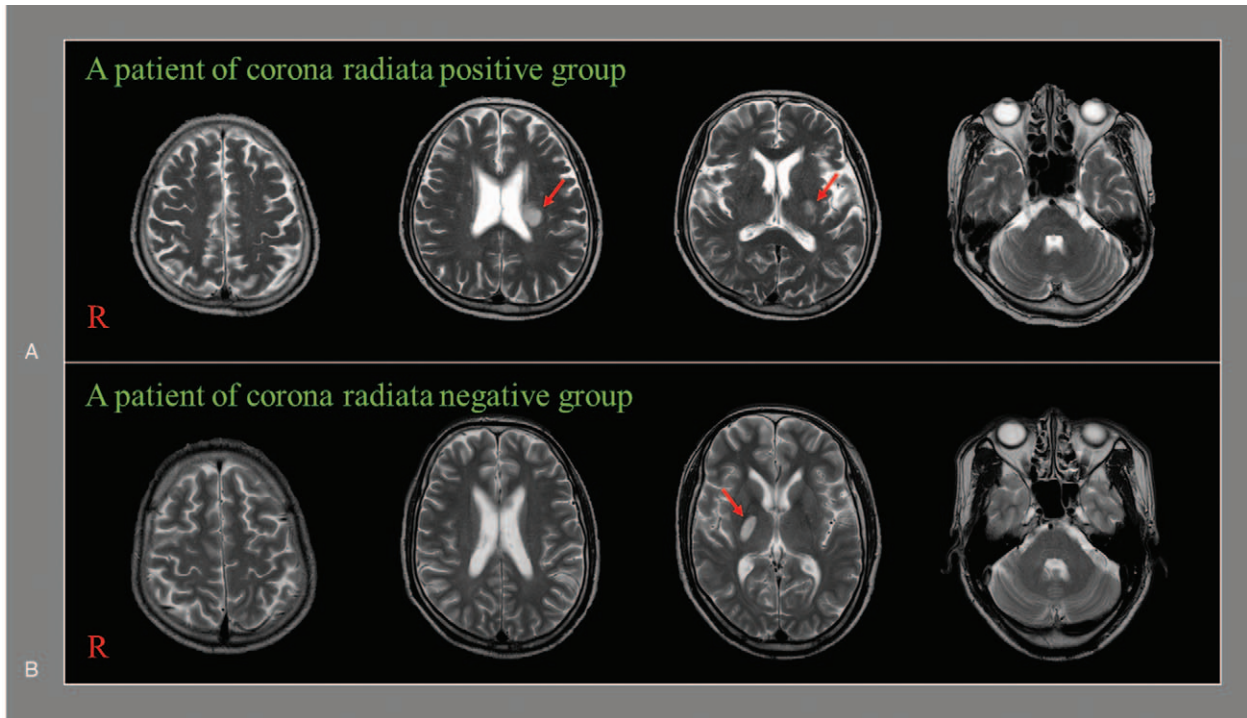 A patient of corona radiata positive group
R
A
A patient of corona radiata negative group
R
B